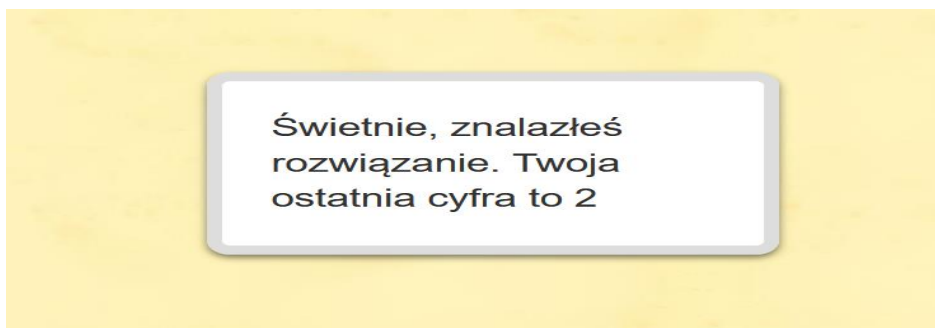 Świetnie, znalazłeś
rozwiązanie. Twoja
ostatnia cyfra to 2